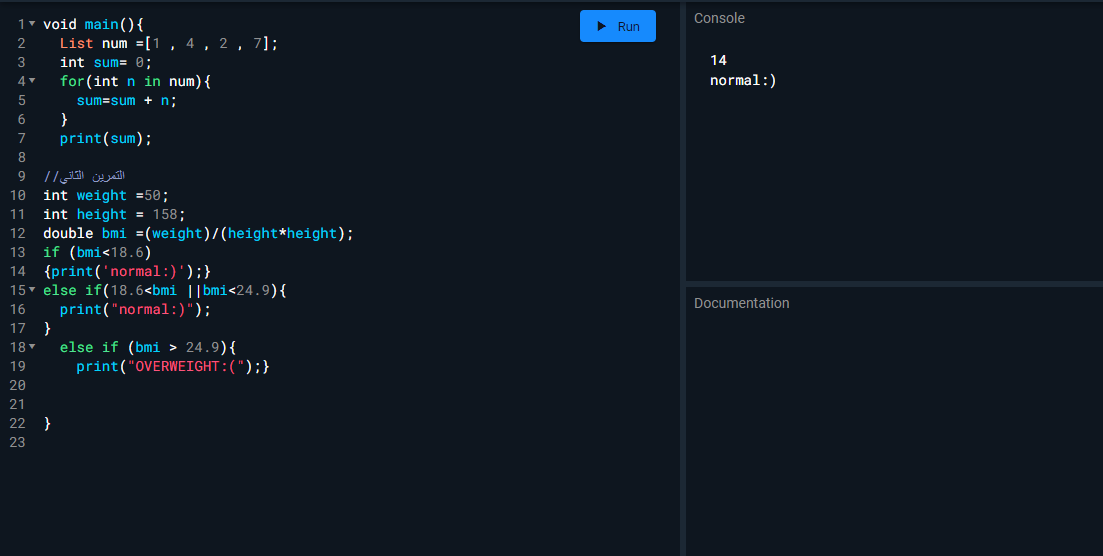 1 void main(){
2 List num =[1 , 4 , 2 , 7];
3 int sum= 0;
4 for(int n in num){
5 sum=sum + n;
6 }
7 print(sum);
8
9 //التمرين الثاني
10 int weight =50;
11 int height = 158;
12 double bmi =(weight)/(height*height);
13 if (bmi<18.6)
14 {print('normal:)');}
15 else if(18.6<bmi ||bmi<24.9){
16 print("normal:)");
17 }
18 else if (bmi > 24.9){
19 print("OVERWEIGHT:(");}
20
21
22 }
23
Run
Console
14
normal:)
Documentation